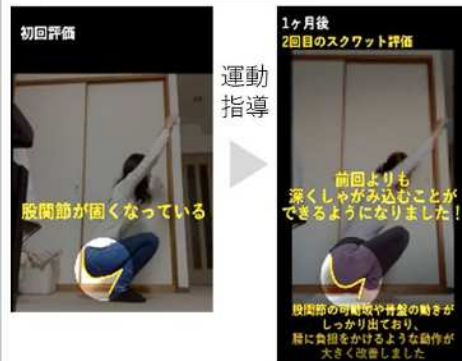 初回評価
股関節が固くなっている
運動
指導
1ヶ月後
2回目のスクワット評価
前回よりも
深くしゃがみ込むことが
できるようになりました！
股関節の可動域や骨盤の動きが
しっかり出ており、
腰に負担をかけるような動作が
大きく改善しました